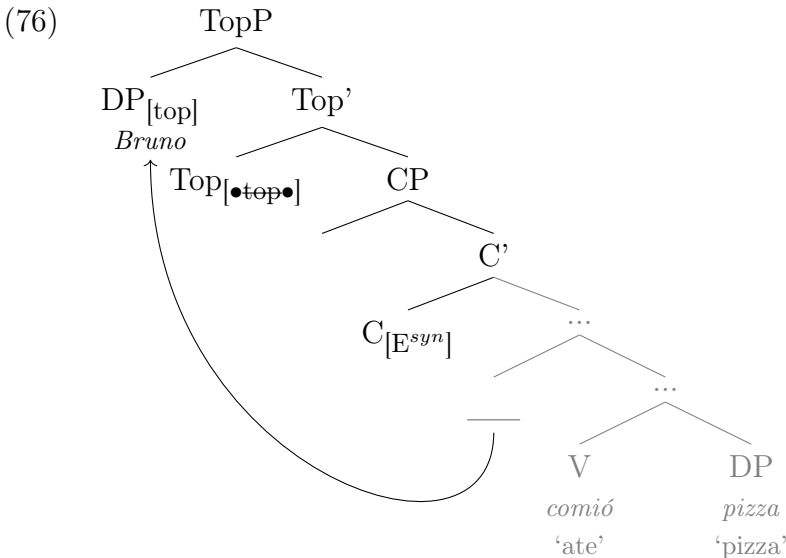 (76)
TopP
DP[top] Top'
Bruno
Top[●top●] CP
C'
C[E^syn] ...
...
V DP
comió pizza
'ate' 'pizza'